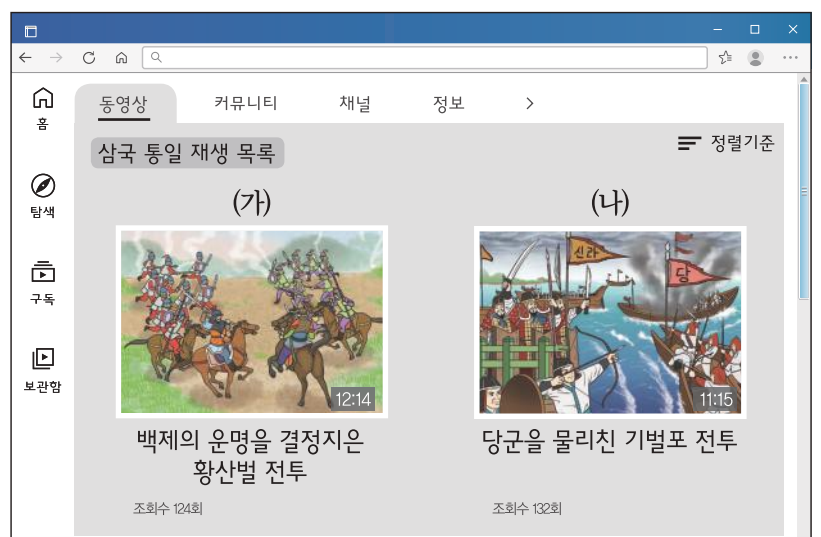 동영상 커뮤니티 채널 정보
홈
삼국 통일 재생 목록 정렬기준
탐색
구독
보관함
(가)
신라
당
12:14
백제의 운명을 결정지은
황산벌 전투
조회수 124회
(나)
11:15
당군을 물리친 기벌포 전투
조회수 132회